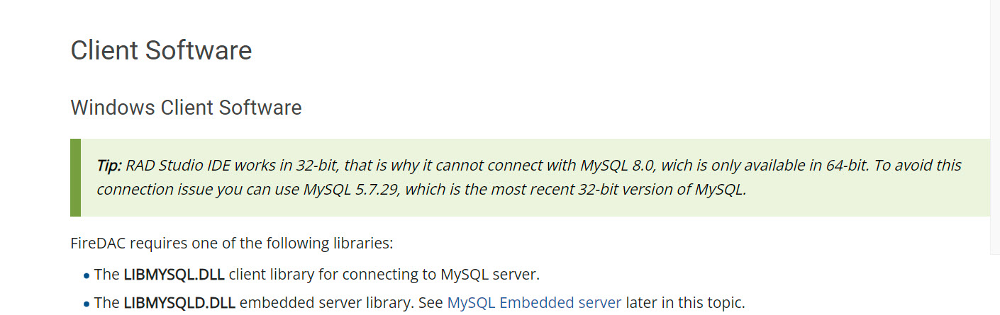 Client Software
Windows Client Software
Tip: RAD Studio IDE works in 32-bit, that is why it cannot connect with MySQL 8.0, wich is only available in 64-bit. To avoid this
connection issue you can use MySQL 5.7.29, which is the most recent 32-bit version of MySQL.
FireDAC requires one of the following libraries:
• The LIBMYSQL.DLL client library for connecting to MySQL server.
• The LIBMYSQLD.DLL embedded server library. See MySQL Embedded server later in this topic.